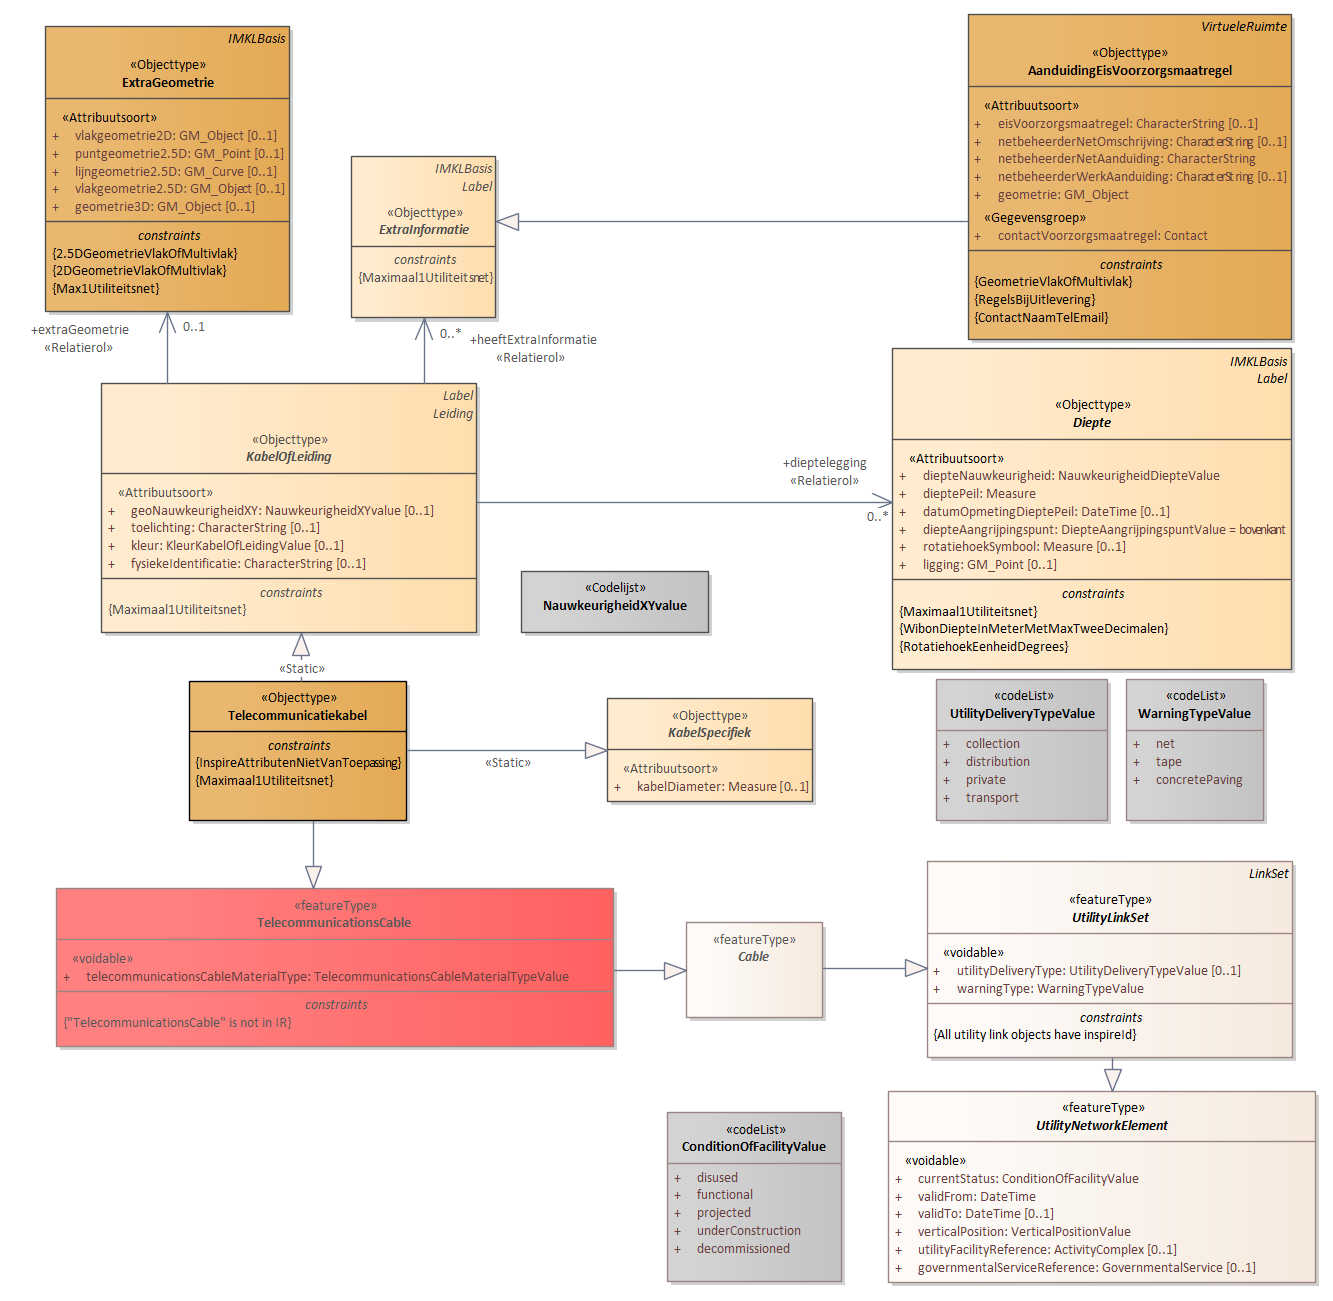 IMKLBasis
«Objecttype»
ExtraGeometrie
«Attribuutsoort»
+ vlakgeometrie2D: GM_Object [0..1]
+ puntgeometrie2.5D: GM_Point [0..1]
+ lijngeometrie2.5D: GM_Curve [0..1]
+ vlakgeometrie2.5D: GM_Object [0..1]
+ geometrie3D: GM_Object [0..1]
constraints
{2.5DGeometrieVlakOfMultivlak}
{2DGeometrieVlakOfMultivlak}
{Max1Utiliteitsnet}
VirtueleRuimte
«Objecttype»
AanduidingEisVoorzorgsmaatregel
«Attribuutsoort»
+ eisVoorzorgsmaatregel: CharacterString [0..1]
+ netbeheerderNetOmschrijving: CharacterString [0..1]
+ netbeheerderNetAanduiding: CharacterString
+ netbeheerderWerkAanduiding: CharacterString [0..1]
+ geometrie: GM_Object
«Gegevensgroep»
+ contactVoorzorgsmaatregel: Contact
constraints
{GeometrieVlakOfMultivlak}
{RegelsBijUitlevering}
{ContactNaamTelEmail}
IMKLBasis
Label
«Objecttype»
ExtraInformatie
constraints
{Maximaal1Utiliteitsnet}
+extraGeometrie
«Relatierol»
0..1
0..*
+heeftExtraInformatie
«Relatierol»
Label
Leiding
«Objecttype»
KabelOfLeiding
«Attribuutsoort»
+ geoNauwkeurigheidXY: NauwkeurigheidXYvalue [0..1]
+ toelichting: CharacterString [0..1]
+ kleur: KleurKabelOfLeidingValue [0..1]
+ fysiekeIdentificatie: CharacterString [0..1]
constraints
{Maximaal1Utiliteitsnet}
+dieptelegging
«Relatierol»
0..*
IMKLBasis
Label
«Objecttype»
Diepte
«Attribuutsoort»
+ diepteNauwkeurigheid: NauwkeurigheidDiepteValue
+ dieptePeil: Measure
+ datumOpmetingDieptePeil: DateTime [0..1]
+ diepteAangrijpingspunt: DiepteAangrijpingspuntValue = bovenkant
+ rotatiehoekSymbool: Measure [0..1]
+ ligging: GM_Point [0..1]
constraints
{Maximaal1Utiliteitsnet}
{WibonDiepteInMeterMetMaxTweeDecimalen}
{RotatiehoekEenheidDegrees}
«Codelijst»
NauwkeurigheidXYvalue
«Static»
«Objecttype»
Telecommunicatiekabel
constraints
{InspireAttributenNietVanToepassing}
{Maximaal1Utiliteitsnet}
«Static»
«Objecttype»
KabelSpecifiek
«Attribuutsoort»
+ kabelDiameter: Measure [0..1]
«codeList»
UtilityDeliveryTypeValue
+ collection
+ distribution
+ private
+ transport
«codeList»
WarningTypeValue
+ net
+ tape
+ concretePaving
«featureType»
TelecommunicationsCable
«voidable»
+ telecommunicationsCableMaterialType: TelecommunicationsCableMaterialTypeValue
constraints
{"TelecommunicationsCable" is not in IR}
«featureType»
Cable
LinkSet
«featureType»
UtilityLinkSet
«voidable»
+ utilityDeliveryType: UtilityDeliveryTypeValue [0..1]
+ warningType: WarningTypeValue
constraints
{All utility link objects have inspireId}
«codeList»
ConditionOfFacilityValue
+ disused
+ functional
+ projected
+ underConstruction
+ decommissioned
«featureType»
UtilityNetworkElement
«voidable»
+ currentStatus: ConditionOfFacilityValue
+ validFrom: DateTime
+ validTo: DateTime [0..1]
+ verticalPosition: VerticalPositionValue
+ utilityFacilityReference: ActivityComplex [0..1]
+ governmentalServiceReference: GovernmentalService [0..1]